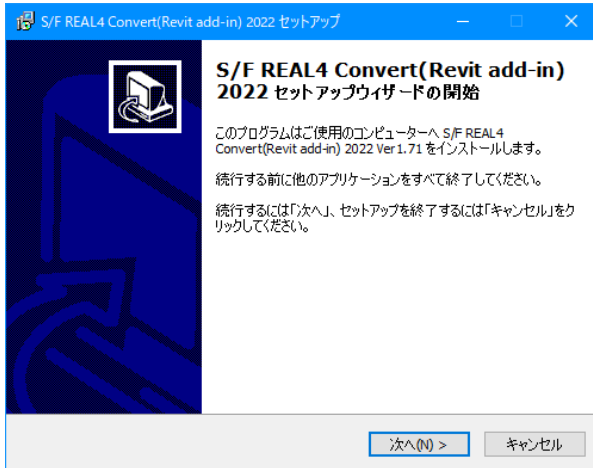 S/F REAL4 Convert(Revit add-in) 2022 セットアップ
S/F REAL4 Convert(Revit add-in)
2022 セットアップウィザードの開始
このプログラムはご使用のコンピューターへ S/F REAL4
Convert(Revit add-in) 2022 Ver1.71 をインストールします。
続行する前に他のアプリケーションをすべて終了してください。
続行するには「次へ」、セットアップを終了するには「キャンセル」をク
リックしてください。
次へ(N) >
キャンセル